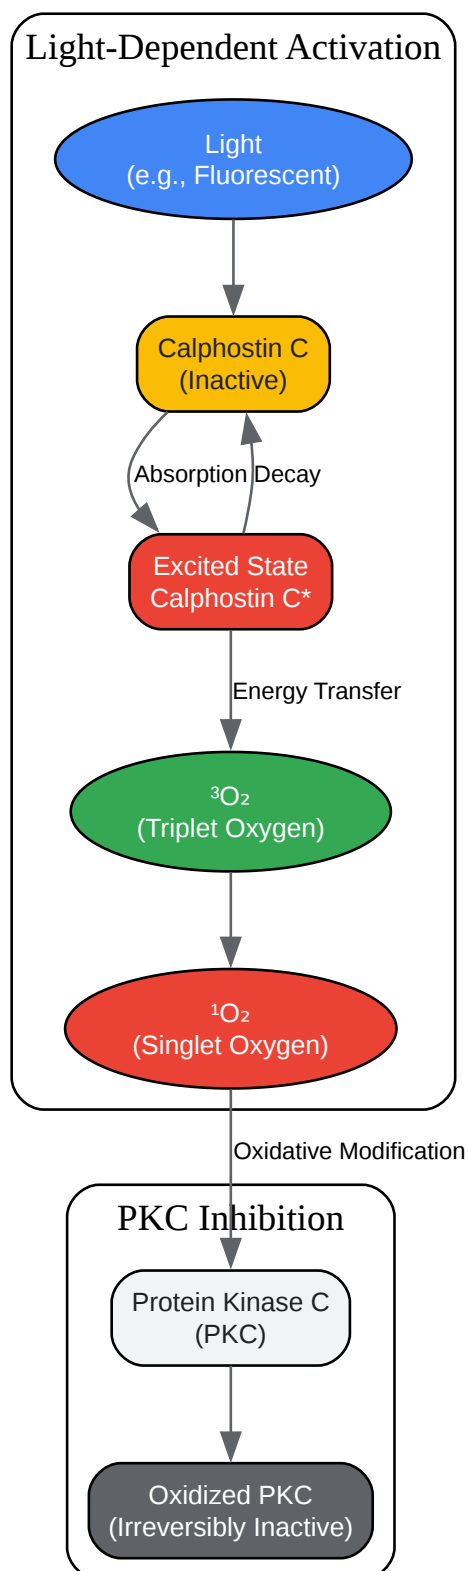 Light-Dependent Activation
Light
(e.g., Fluorescent)
Calphostin C
(Inactive)
Absorption
Decay
Excited State
Calphostin C*
Energy Transfer
³O₂
(Triplet Oxygen)
¹O₂
(Singlet Oxygen)
Oxidative Modification
PKC Inhibition
Protein Kinase C
(PKC)
Oxidized PKC
(Irreversibly Inactive)